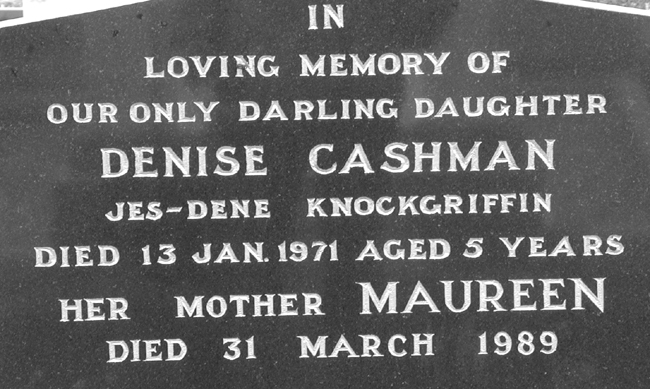 IN
LOVING MEMORY OF
OUR ONLY DARLING DAUGHTER
DENISE CASHMAN
JES-DENE KNOCKGRIFFIN
DIED 13 JAN. 1971 AGED 5 YEARS
HER MOTHER MAUREEN
DIED 31 MARCH 1989